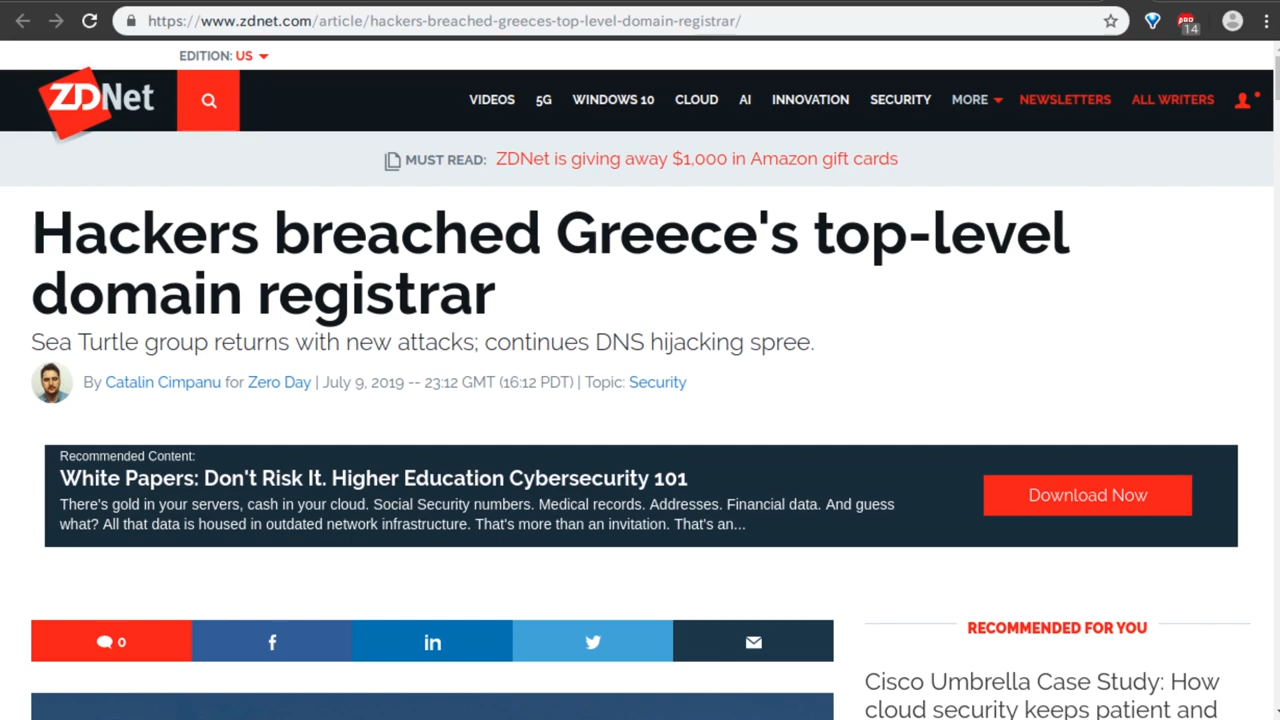 https://www.zdnet.com/article/hackers-breached-greeces-top-level-domain-registrar/
14
EDITION: US
ZDNet
VIDEOS 5G WINDOWS 10 CLOUD AI INNOVATION SECURITY MORE NEWSLETTERS ALL WRITERS
MUST READ: ZDNet is giving away $1,000 in Amazon gift cards
Hackers breached Greece's top-level
domain registrar
Sea Turtle group returns with new attacks; continues DNS hijacking spree.
By Catalin Cimpanu for Zero Day | July 9, 2019 -- 23:12 GMT (16:12 PDT) | Topic: Security
Recommended Content:
White Papers: Don't Risk It. Higher Education Cybersecurity 101
There's gold in your servers, cash in your cloud. Social Security numbers. Medical records. Addresses. Financial data. And guess
what? All that data is housed in outdated network infrastructure. That's more than an invitation. That's an...
Download Now
0
f
in
RECOMMENDED FOR YOU
Cisco Umbrella Case Study: How
cloud security keeps patient and